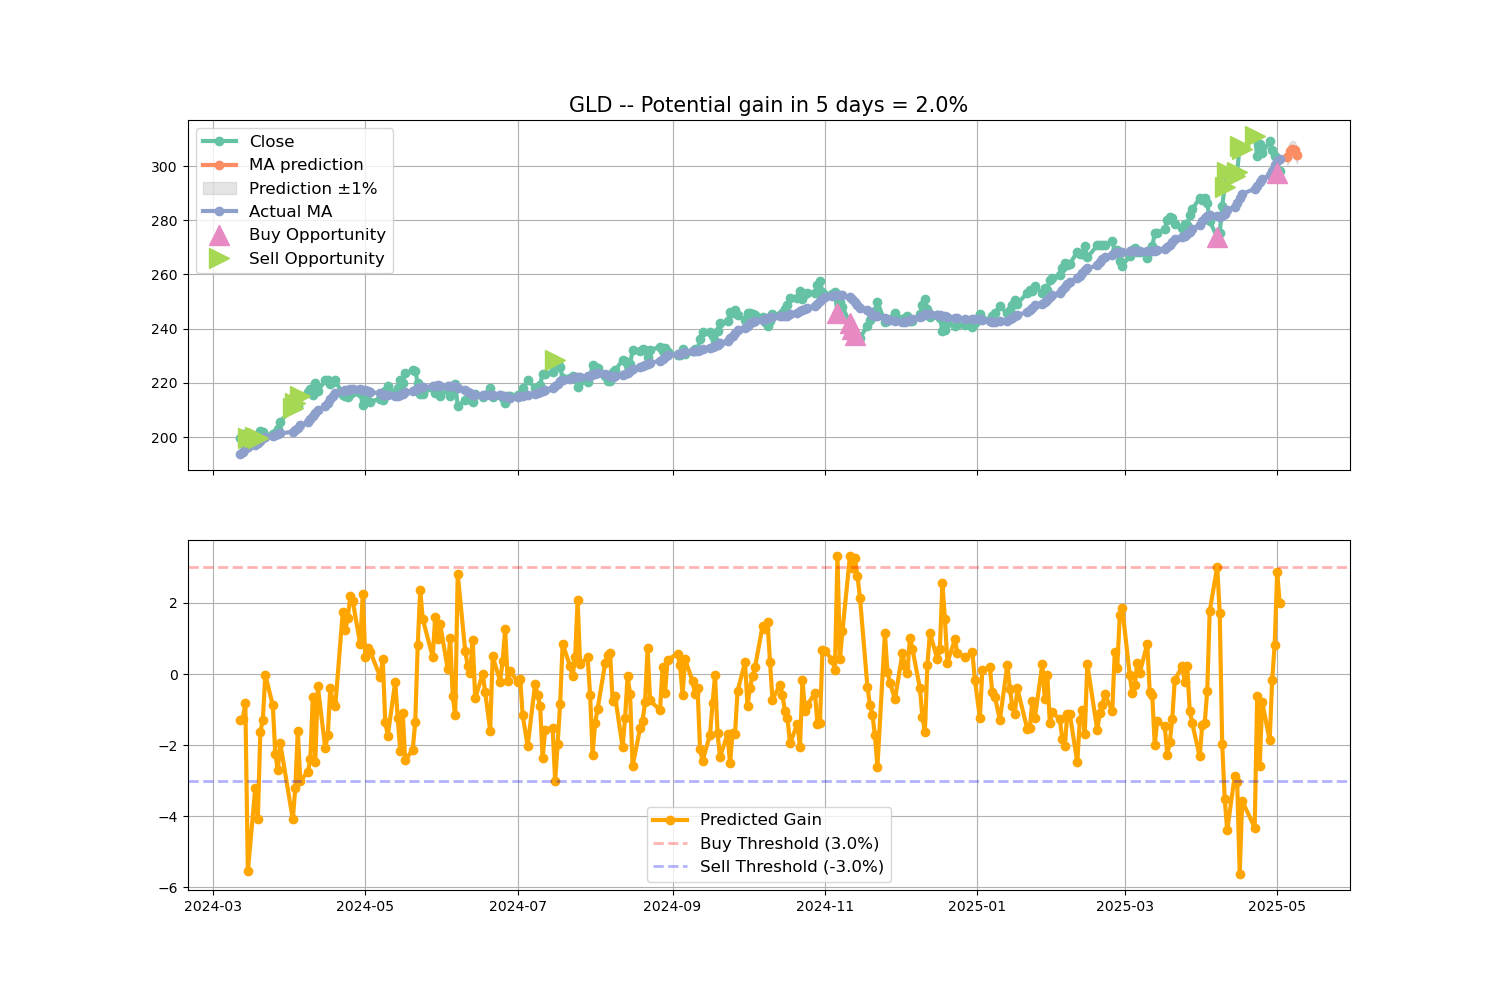 GLD -- Potential gain in 5 days = 2.0%
Close
MA prediction
Prediction ±1%
Actual MA
Buy Opportunity
Sell Opportunity
300
280
260
240
220
200
2
0
−2
−4
−6
Predicted Gain
Buy Threshold (3.0%)
Sell Threshold (-3.0%)
2024-03 2024-05 2024-07 2024-09 2024-11 2025-01 2025-03 2025-05